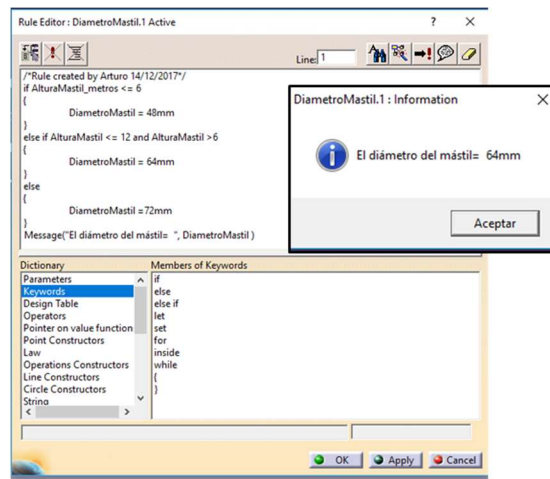 Rule Editor : DiametroMastil.1 Active
? ×
Line: 1
/*Rule created by Arturo 14/12/2017*/
if AlturaMastil_metros <= 6
{
DiametroMastil = 48mm
}
else if AlturaMastil <= 12 and AlturaMastil >6
{
DiametroMastil = 64mm
}
else
{
DiametroMastil =72mm
}
Message("El diámetro del mástil= ", DiametroMastil )
DiametroMastil.1 : Information ×
El diámetro del mástil= 64mm
Aceptar
Dictionary
Parameters
Keywords
Design Table
Operators
Pointer on value function
Point Constructors
Law
Operations Constructors
Line Constructors
Circle Constructors
String
Members of Keywords
if
else
else if
let
set
for
inside
while
{
}
OK
Apply
Cancel